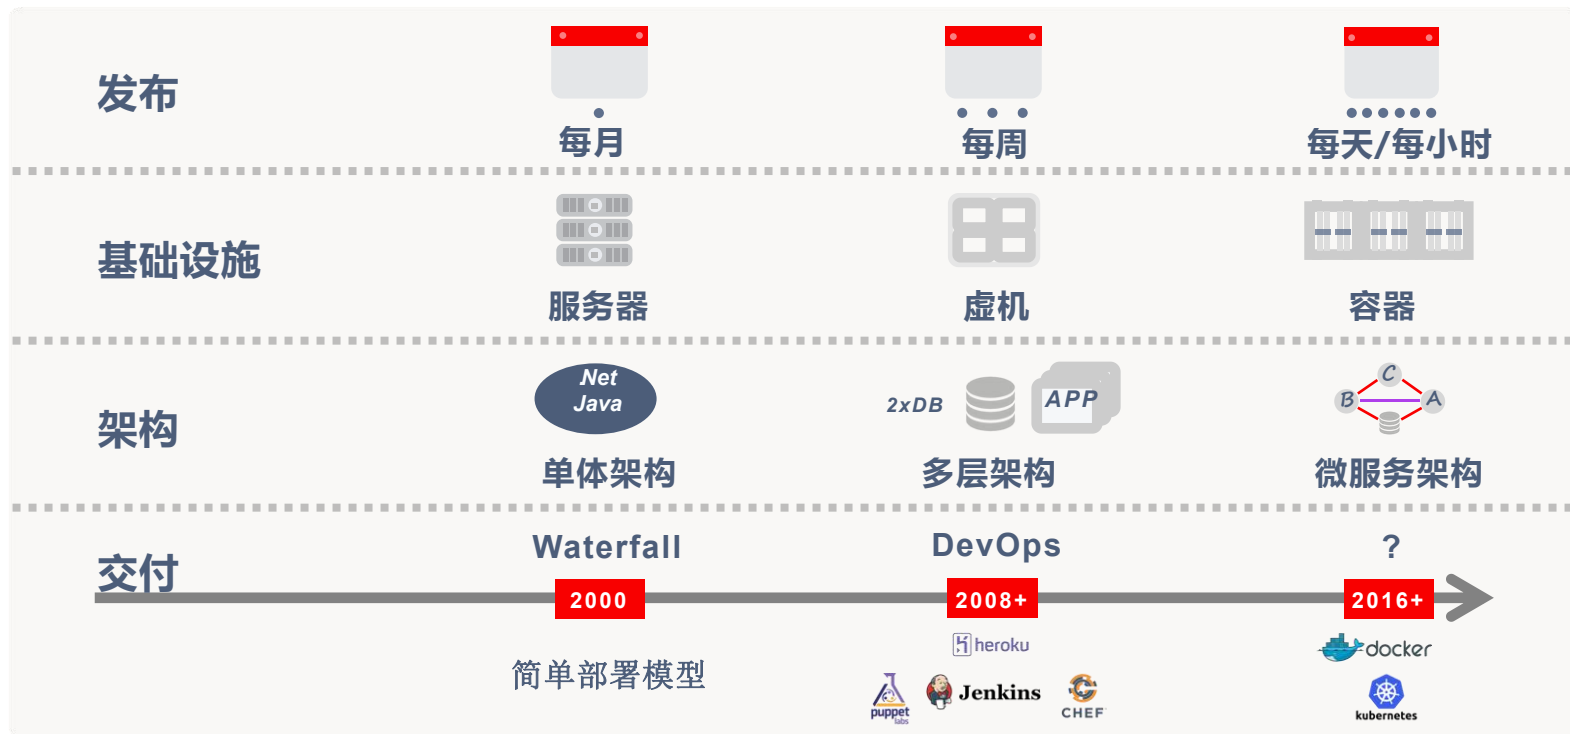 发布
每月
每周
每天/每小时
基础设施
服务器
虚机
容器
架构
.Net
Java
2xDB
APP
C
B
A
单体架构
多层架构
微服务架构
交付
Waterfall
DevOps
?
2000
2008+
2016+
简单部署模型
heroku
docker
puppet
labs
Jenkins
CHEF
kubernetes